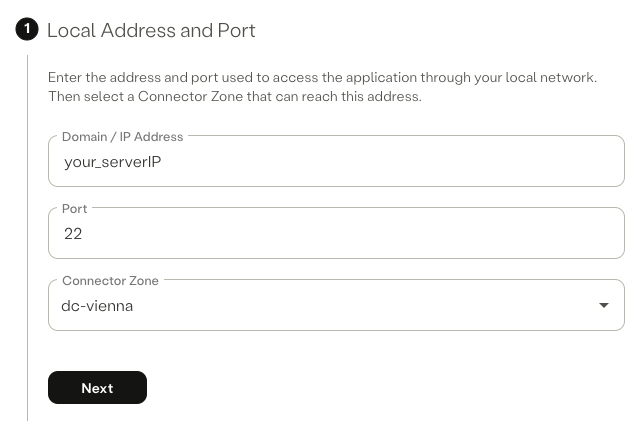 1 Local Address and Port
Enter the address and port used to access the application through your local network.
Then select a Connector Zone that can reach this address.
Domain / IP Address
your_serverIP
Port
22
Connector Zone
dc-vienna
Next